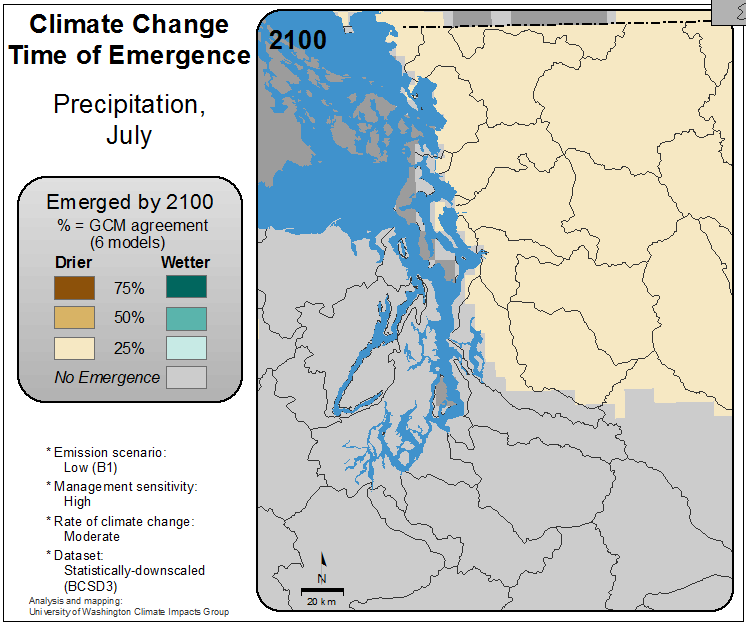 Climate Change
Time of Emergence
Precipitation,
July
Emerged by 2100
% = GCM agreement
(6 models)
Drier Wetter
75%
50%
25%
No Emergence
* Emission scenario:
Low (B1)
* Management sensitivity:
High
* Rate of climate change:
Moderate
* Dataset:
Statistically-downscaled
(BCSD3)
Analysis and mapping:
University of Washington Climate Impacts Group
2100
N
20 km